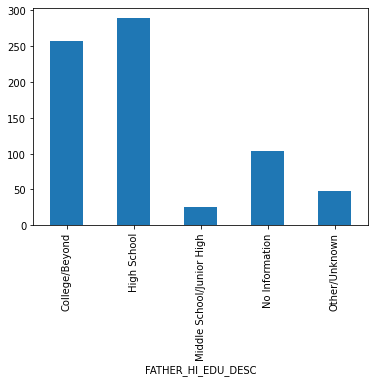 300
250
200
150
100
50
0
College/Beyond
High School
Middle School/Junior High
No Information
Other/Unknown
FATHER_HI_EDU_DESC